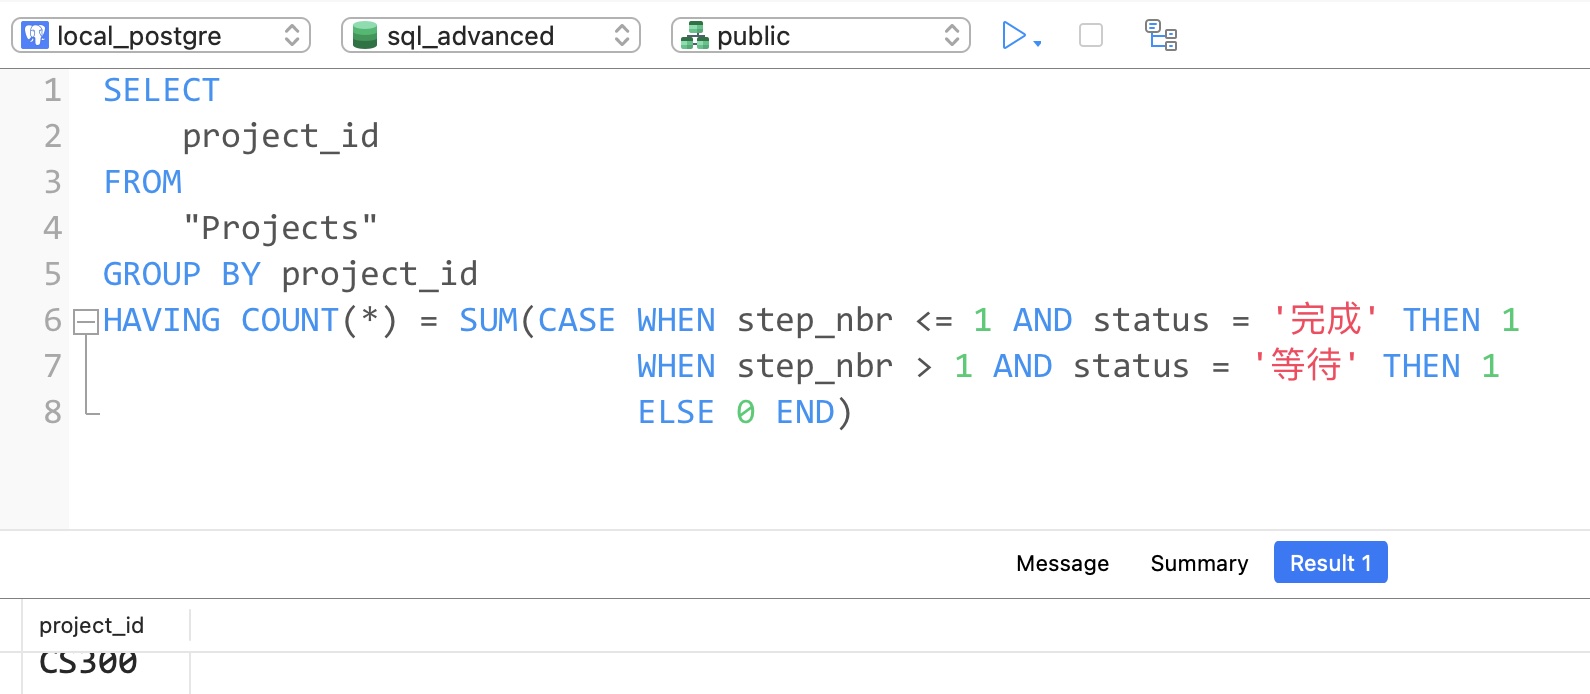 local_postgre sql_advanced public
1 SELECT
2 project_id
3 FROM
4 "Projects"
5 GROUP BY project_id
6 HAVING COUNT(*) = SUM(CASE WHEN step_nbr <= 1 AND status = '完成' THEN 1
7 WHEN step_nbr > 1 AND status = '等待' THEN 1
8 ELSE 0 END)
Message Summary Result 1
project_id
CS300